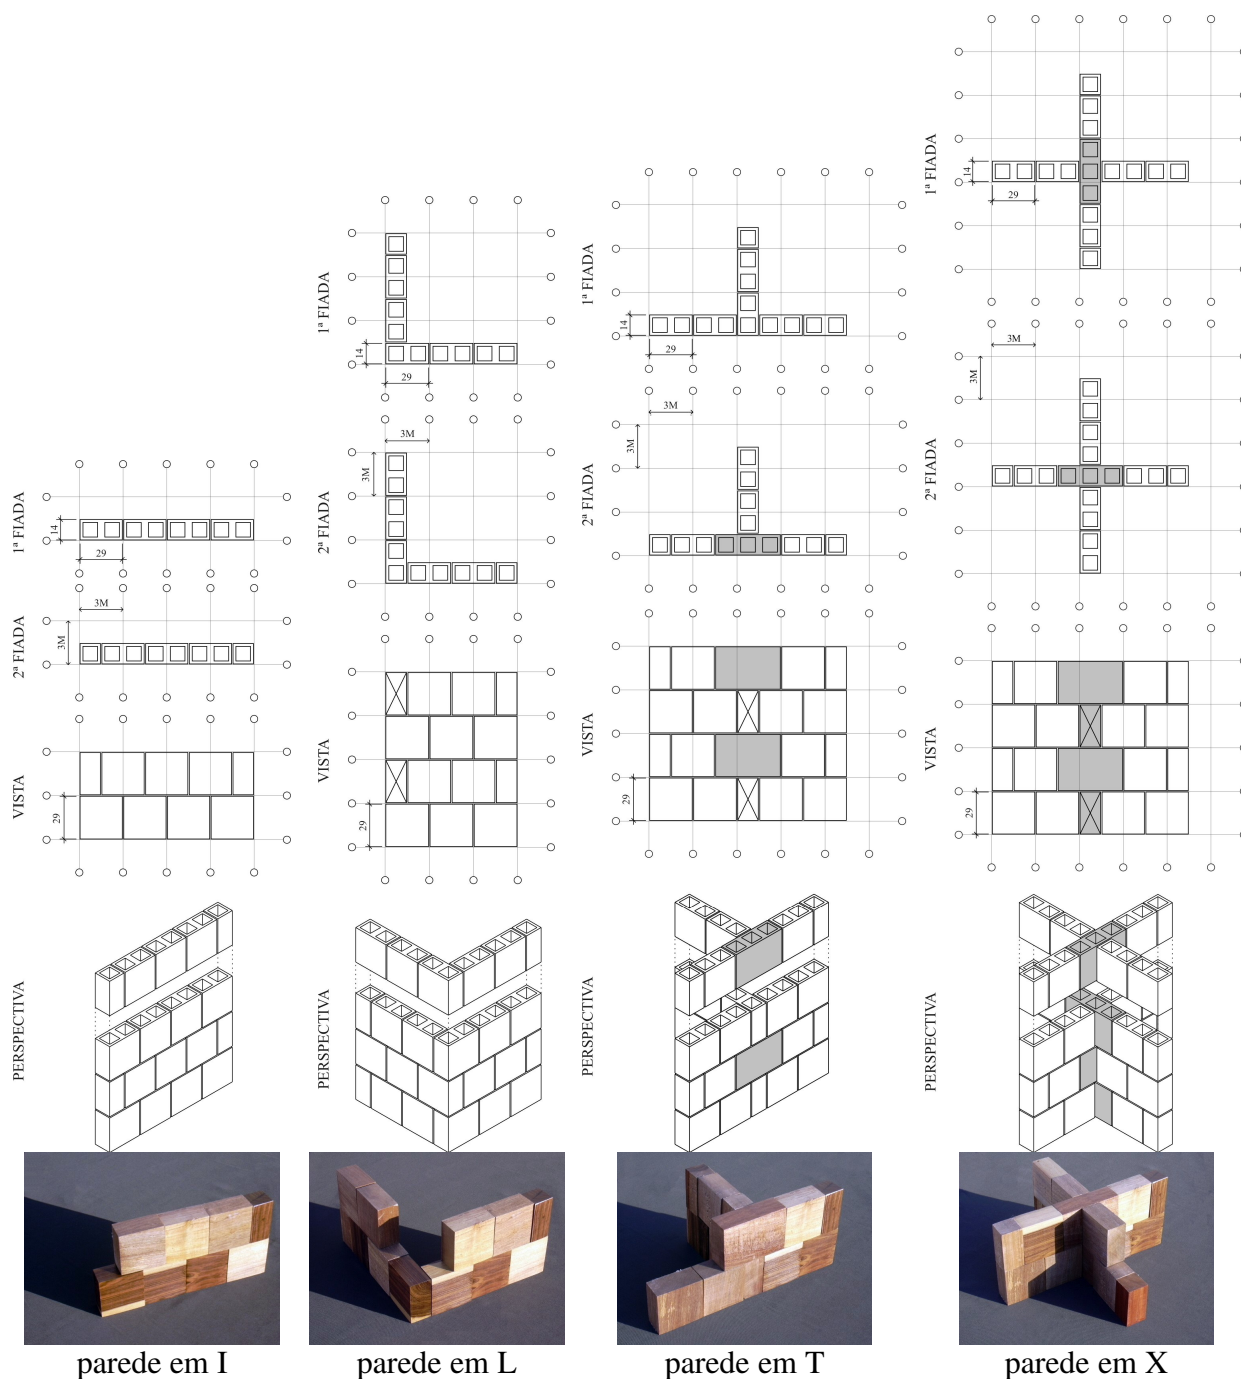 1ª FIADA
14
29
2ª FIADA
3M
3M
VISTA
29
PERSPECTIVA
parede em I
1ª FIADA
14
29
2ª FIADA
3M
3M
VISTA
29
PERSPECTIVA
parede em L
1ª FIADA
14
29
2ª FIADA
3M
3M
VISTA
29
PERSPECTIVA
parede em T
1ª FIADA
14
29
2ª FIADA
3M
3M
VISTA
29
PERSPECTIVA
parede em X